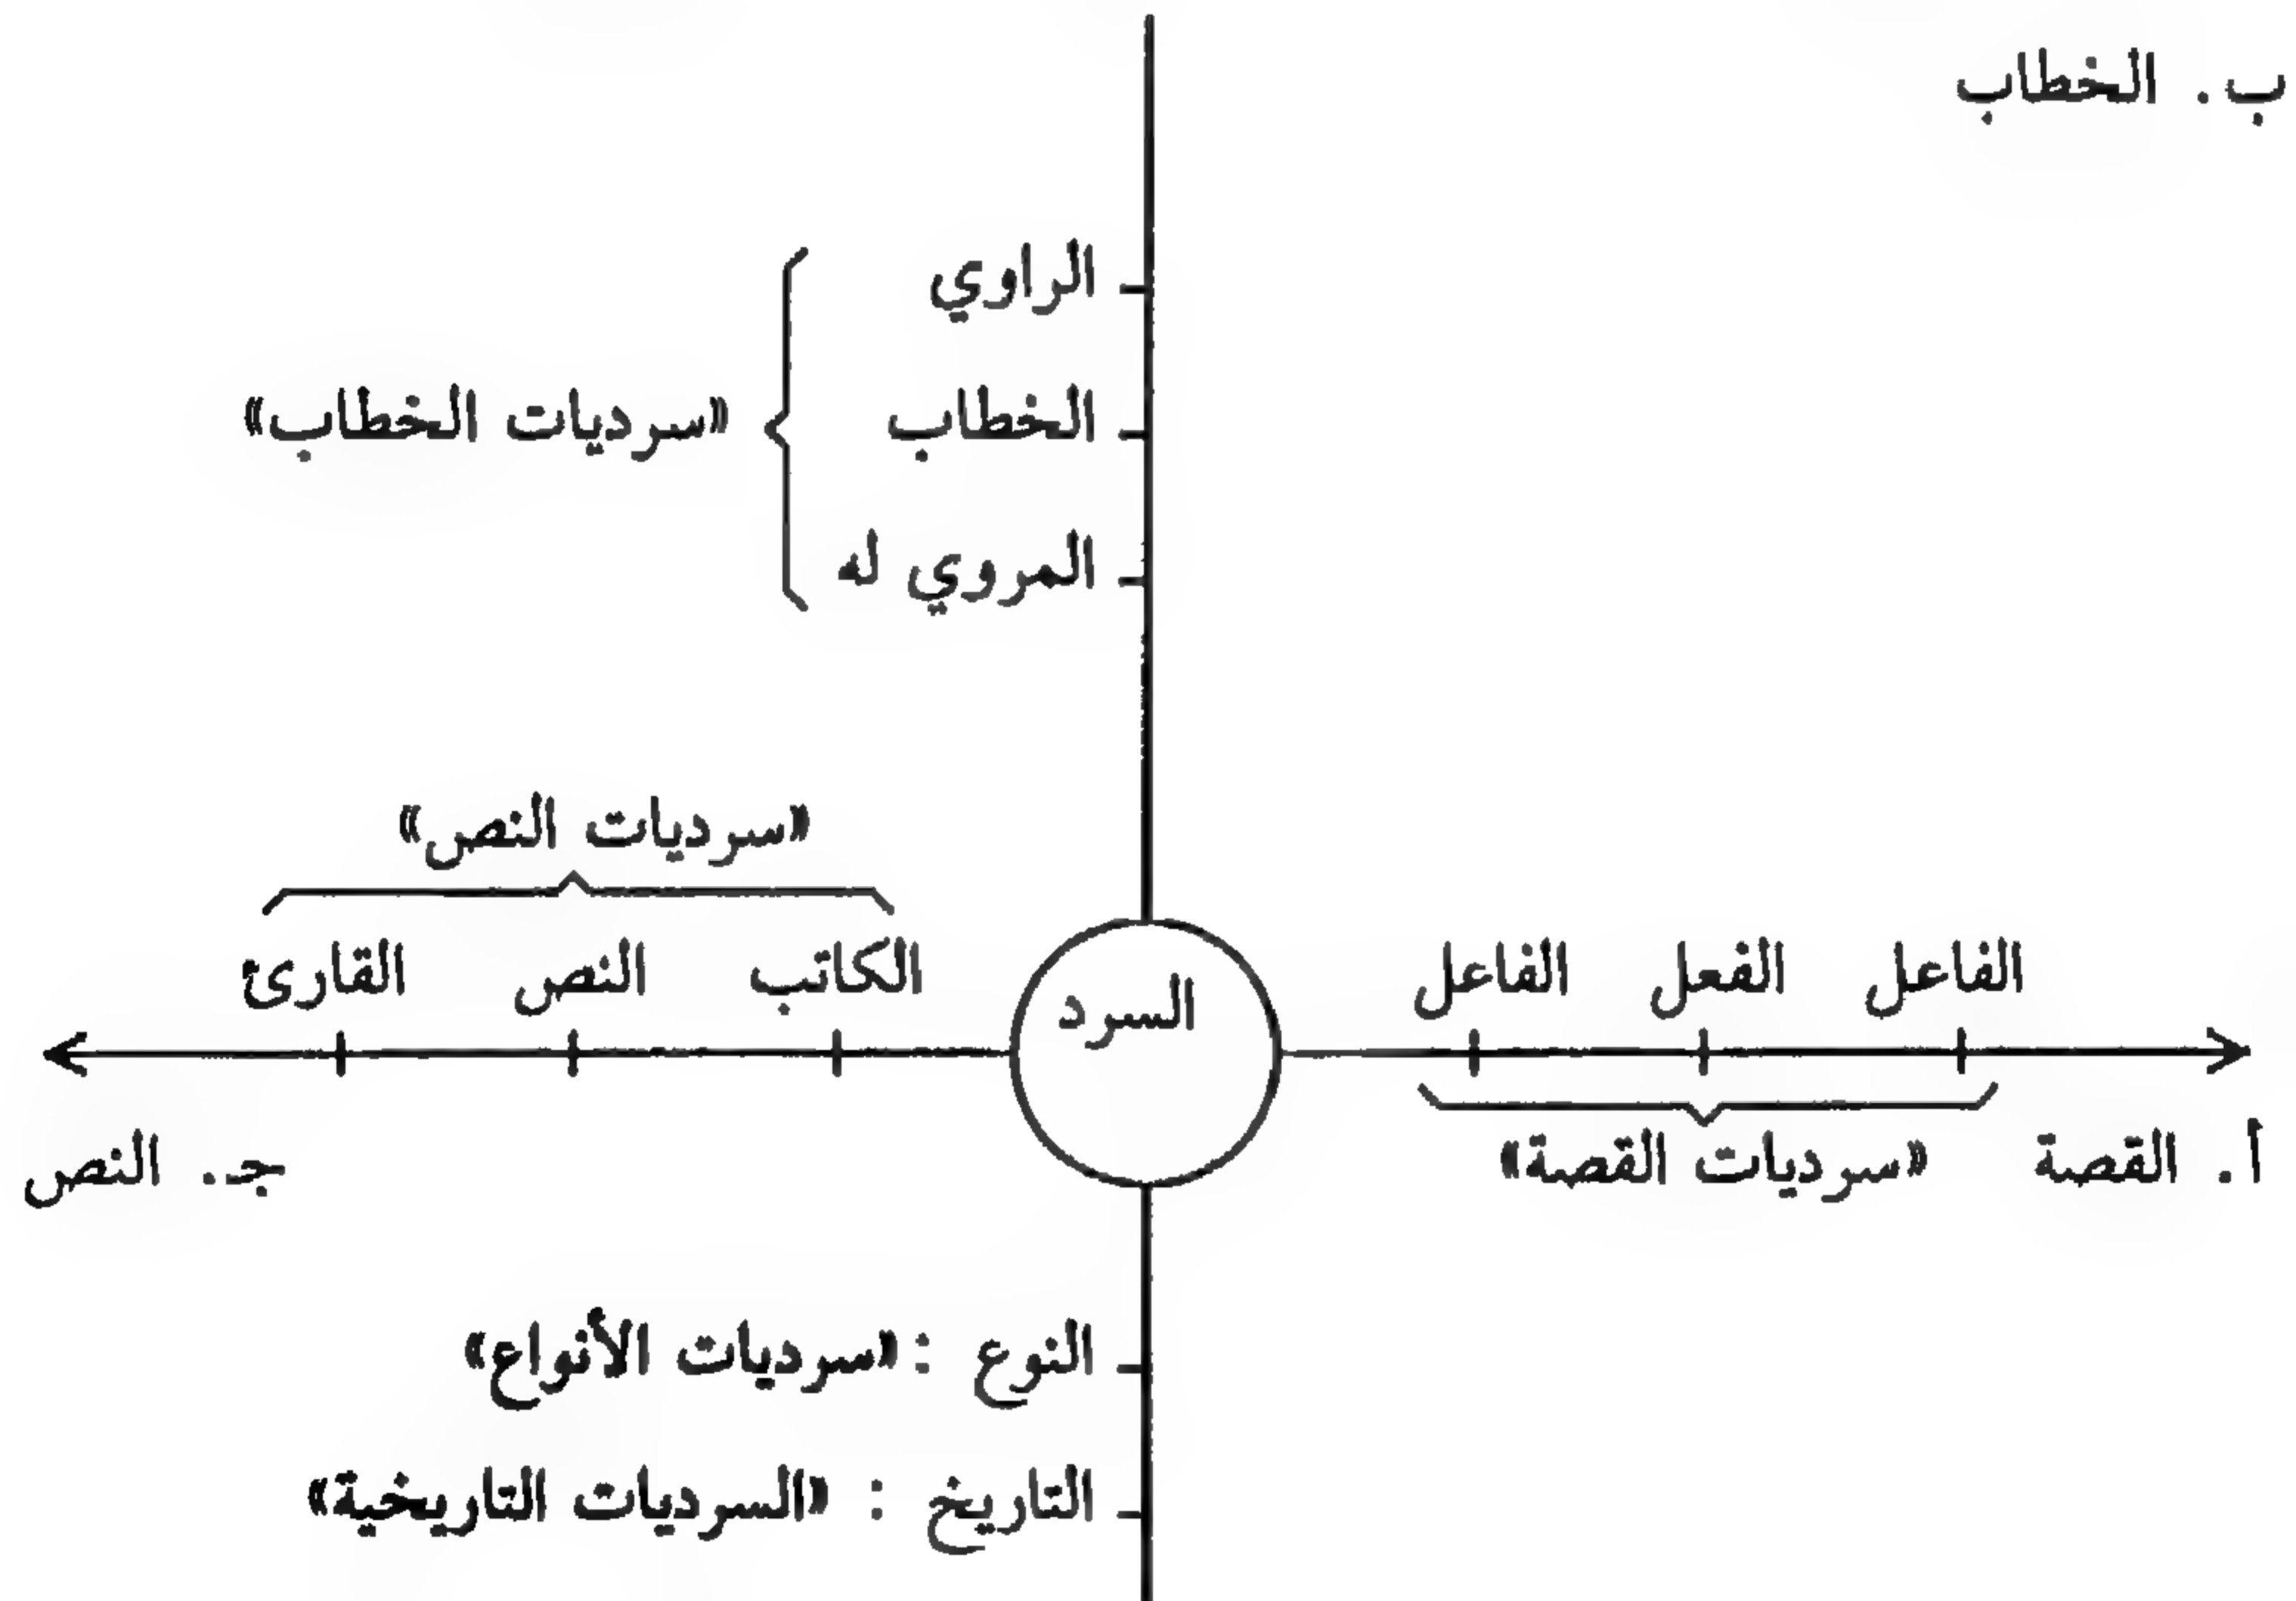 ب. الخطاب
الراوي
الخطاب
«سرديات الخطاب»
المروي له
«سرديات النص»
الفاعل الفعل الفاعل
السرد
الكاتب النص القارئ
أ. القصة «سرديات القصة»
جـ. النص
النوع : «سرديات الأنواع»
التاريخ : «السرديات التاريخية»